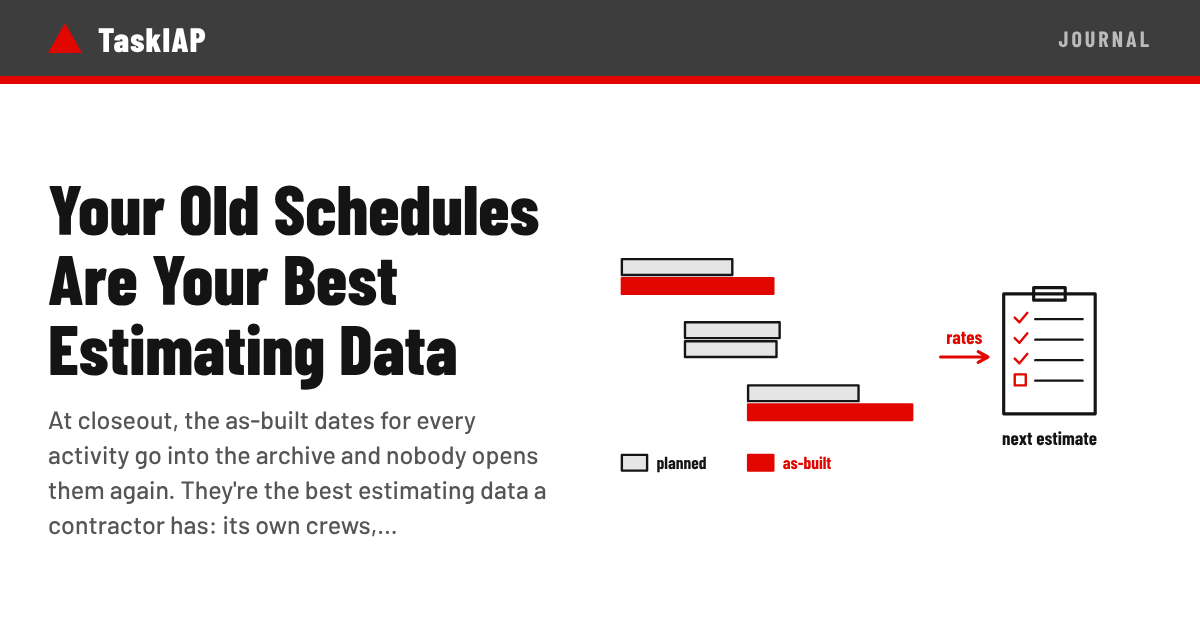 TaskIAP
JOURNAL
Your Old Schedules
Are Your Best
Estimating Data
At closeout, the as-built dates for every
activity go into the archive and nobody opens
them again. They're the best estimating data a
contractor has: its own crews,...
rates
next estimate
planned
as-built